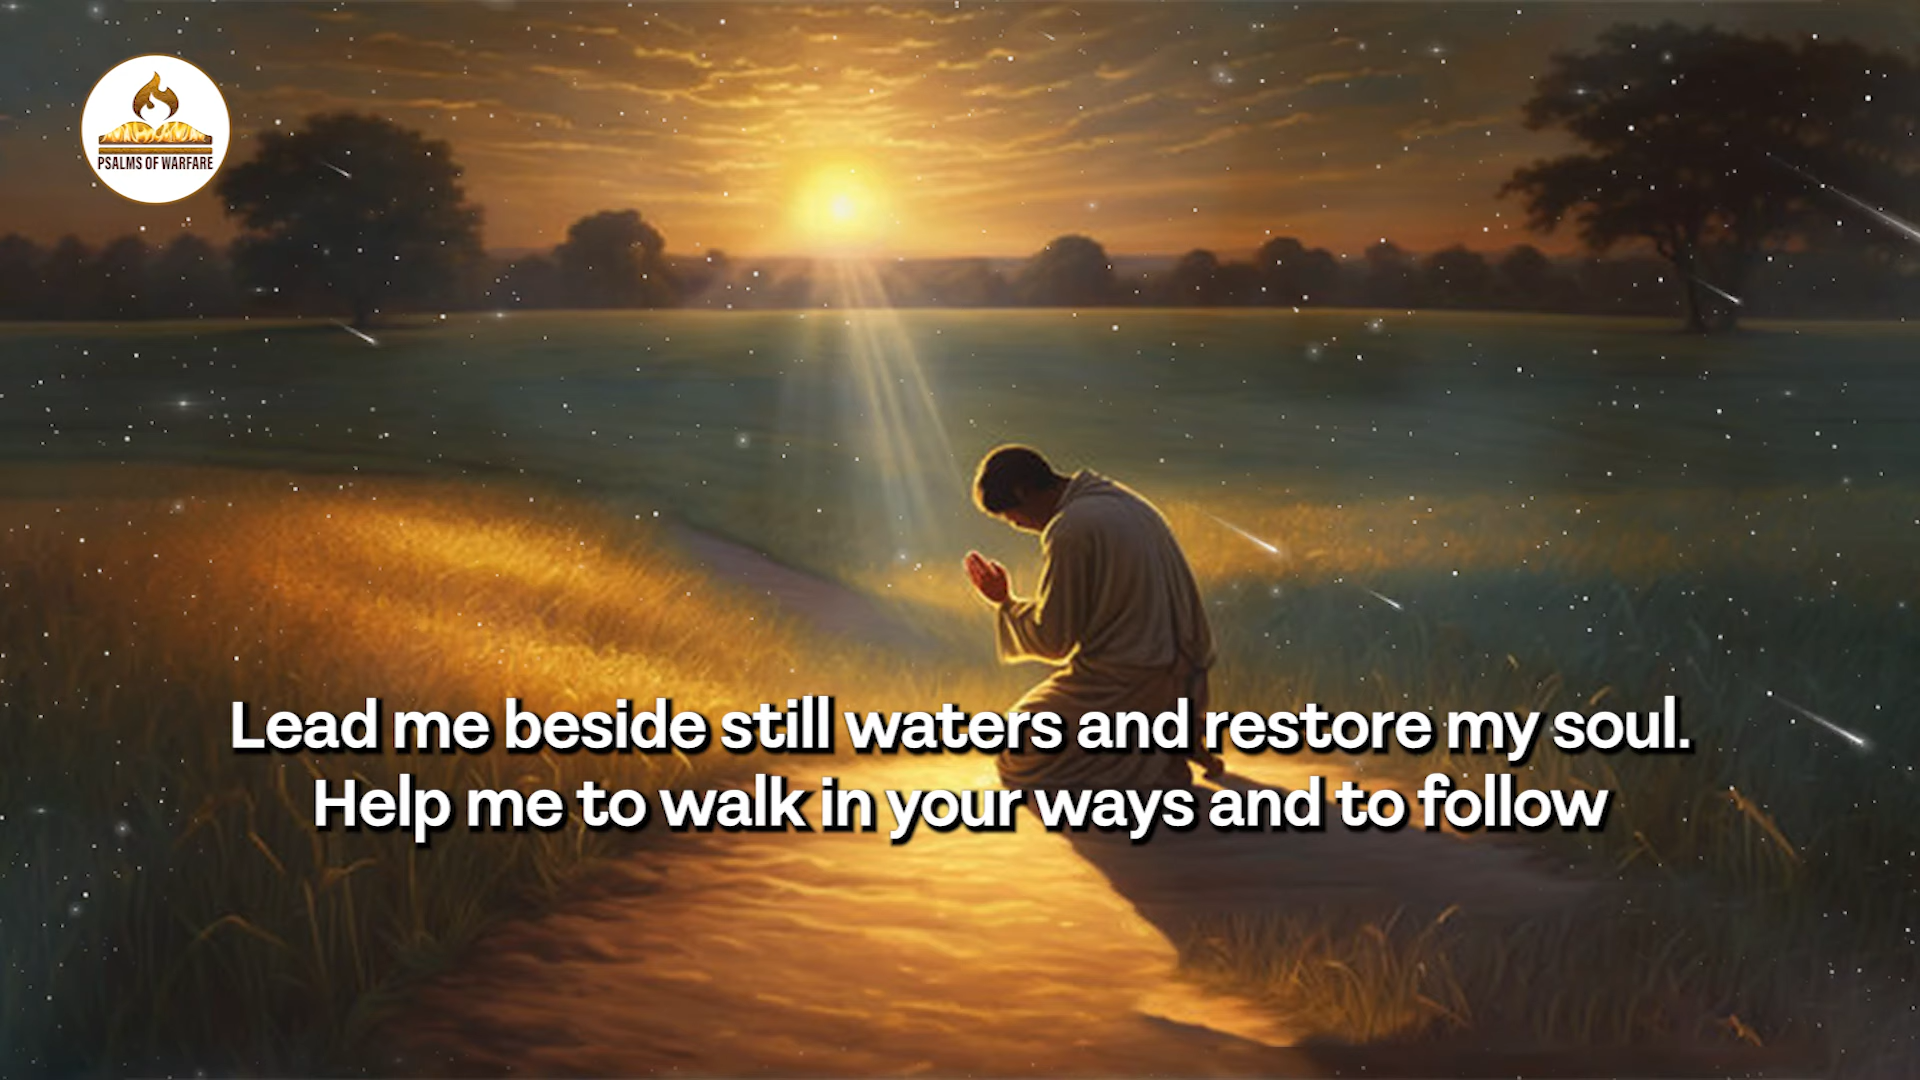 PSALMS OF WARFARE
Lead me beside still waters and restore my soul.
Help me to walk in your ways and to follow